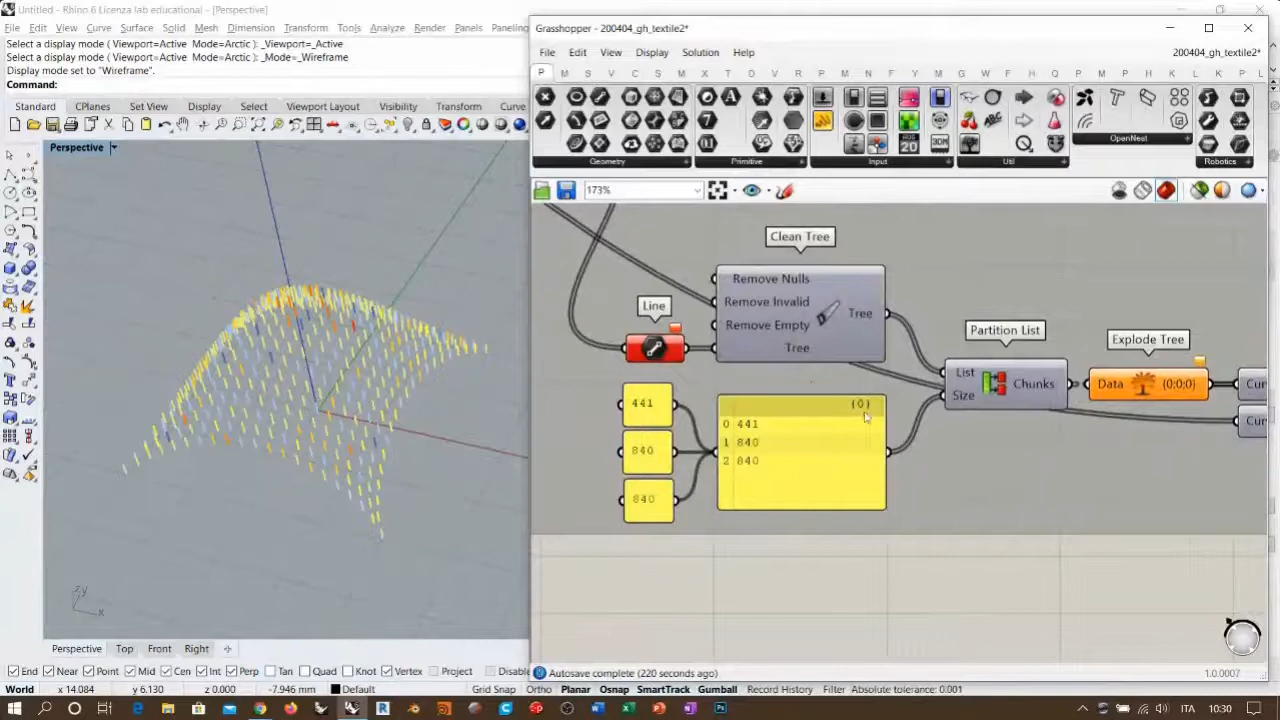 Untitled - Rhino 6 Licenza lab educational - [Perspective]
File Edit View Curve Surface Solid Mesh Dimension Transform Tools Analyze Render Panels Paneling
Select a display mode ( Viewport=Active Mode=Arctic ): _Viewport=_Active
Select a display mode ( Viewport=Active Mode=Arctic ): _Mode=_Wireframe
Display mode set to "Wireframe".
Command:
Standard CPlanes Set View Display Select Viewport Layout Visibility Transform Curve
Perspective
Grasshopper - 200404_gh_textile2*
File Edit View Display Solution Help
200404_gh_textile2*
P M S V C S M X T D R K L F P M N U Y M W
Geometry Primitive Input Util OpenNest Robotics
173%
Clean Tree
Remove Nulls
Remove Invalid
Remove Empty
Tree
Tree
Line
441
840
840
{0}
0 441
1 840
2 840
Partition List
List
Size
Chunks
Explode Tree
Data {0;0;0}
Cur
Cur
zy
x
Perspective Top Front Right
End Near Point Mid Cen Int Perp Tan Quad Knot Vertex Project
Autosave complete (220 seconds ago)
1.0.0007
World x 14.084 y 6.130 z 0.000 -7.946 mm Default Grid Snap Ortho Planar Osnap SmartTrack Gumball Record History Filter Absolute tolerance: 0.001
ITA 10:30